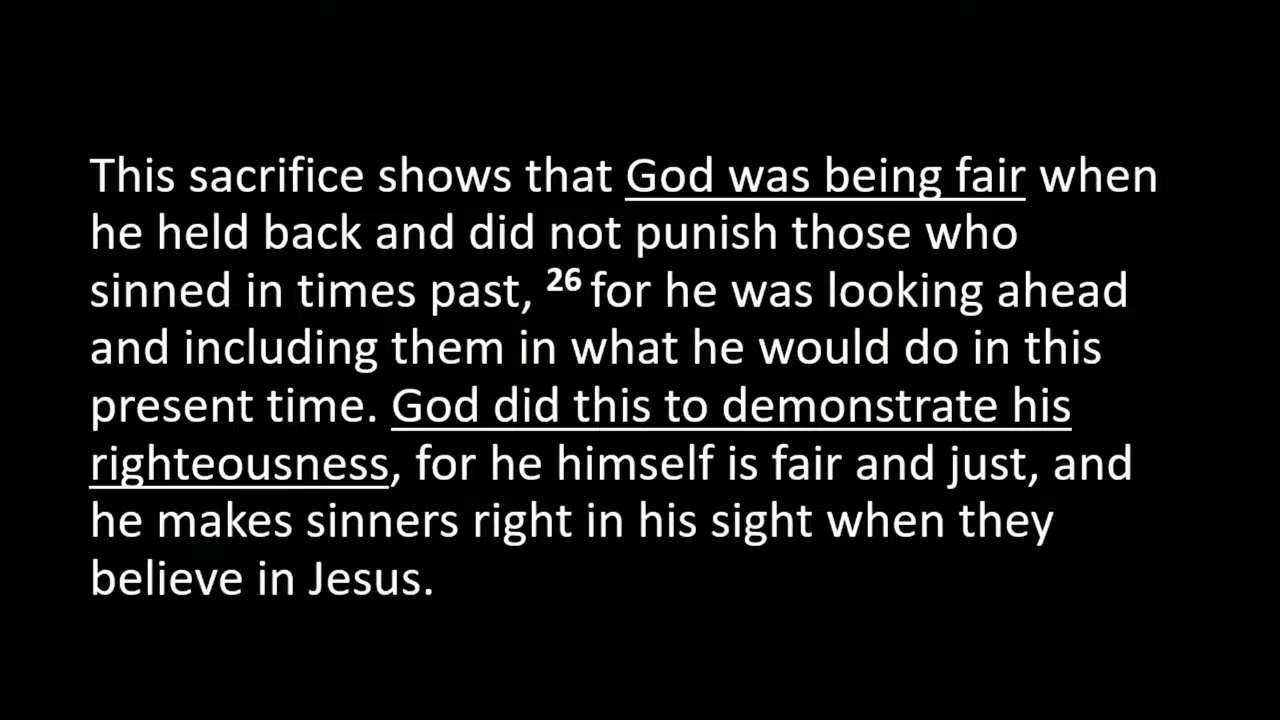 This sacrifice shows that God was being fair when
he held back and did not punish those who
sinned in times past, 26 for he was looking ahead
and including them in what he would do in this
present time. God did this to demonstrate his
righteousness, for he himself is fair and just, and
he makes sinners right in his sight when they
believe in Jesus.